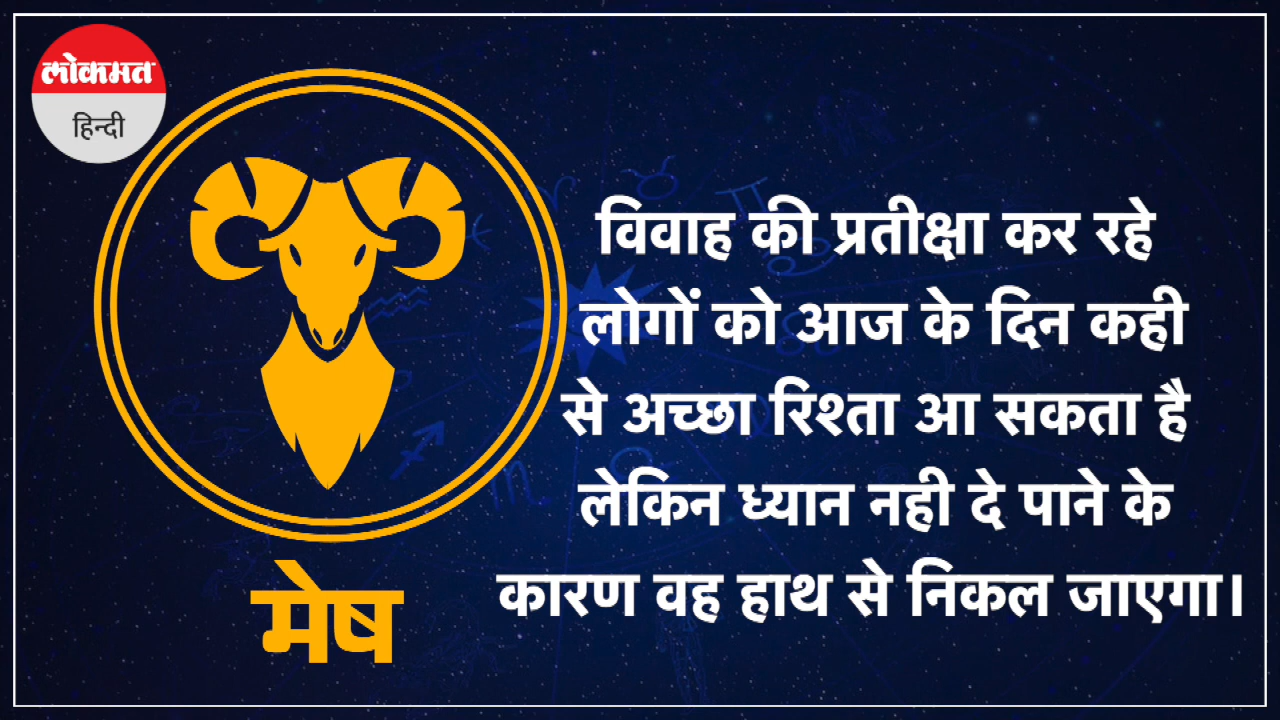 लोकमत
हिन्दी
विवाह की प्रतीक्षा कर रहे
लोगों को आज के दिन कही
से अच्छा रिश्ता आ सकता है
लेकिन ध्यान नही दे पाने के
कारण वह हाथ से निकल जाएगा।
मेष